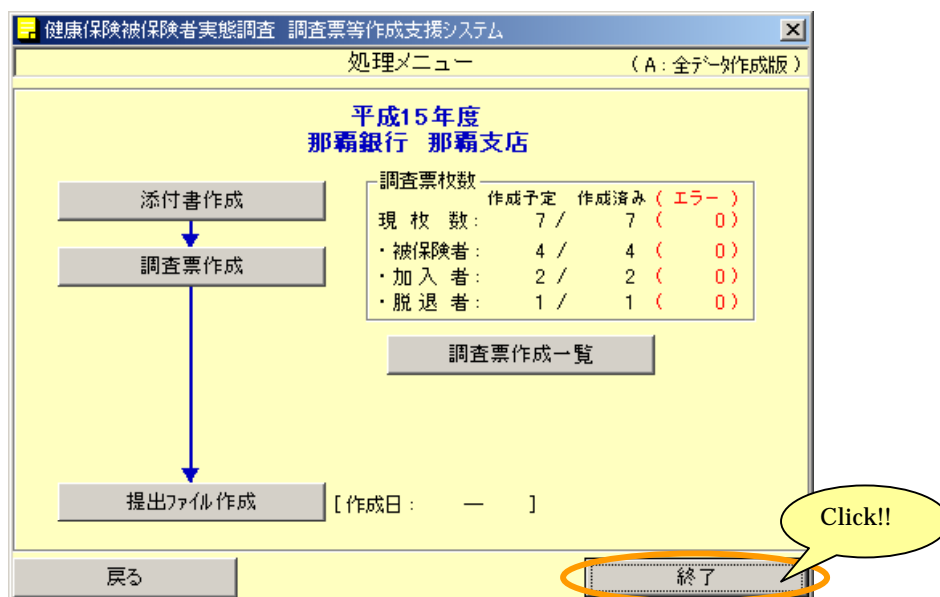 健康保険被保険者実態調査 調査票等作成支援システム
処理メニュー (A:全データ作成版)
平成15年度
那覇銀行 那覇支店
添付書作成
調査票作成
調査票枚数
作成予定 作成済み (エラー)
現 枚 数: 7 / 7 ( 0)
・被保険者: 4 / 4 ( 0)
・加 入 者: 2 / 2 ( 0)
・脱 退 者: 1 / 1 ( 0)
調査票作成一覧
提出ファイル作成 [作成日: ― ]
Click!!
戻る 終了